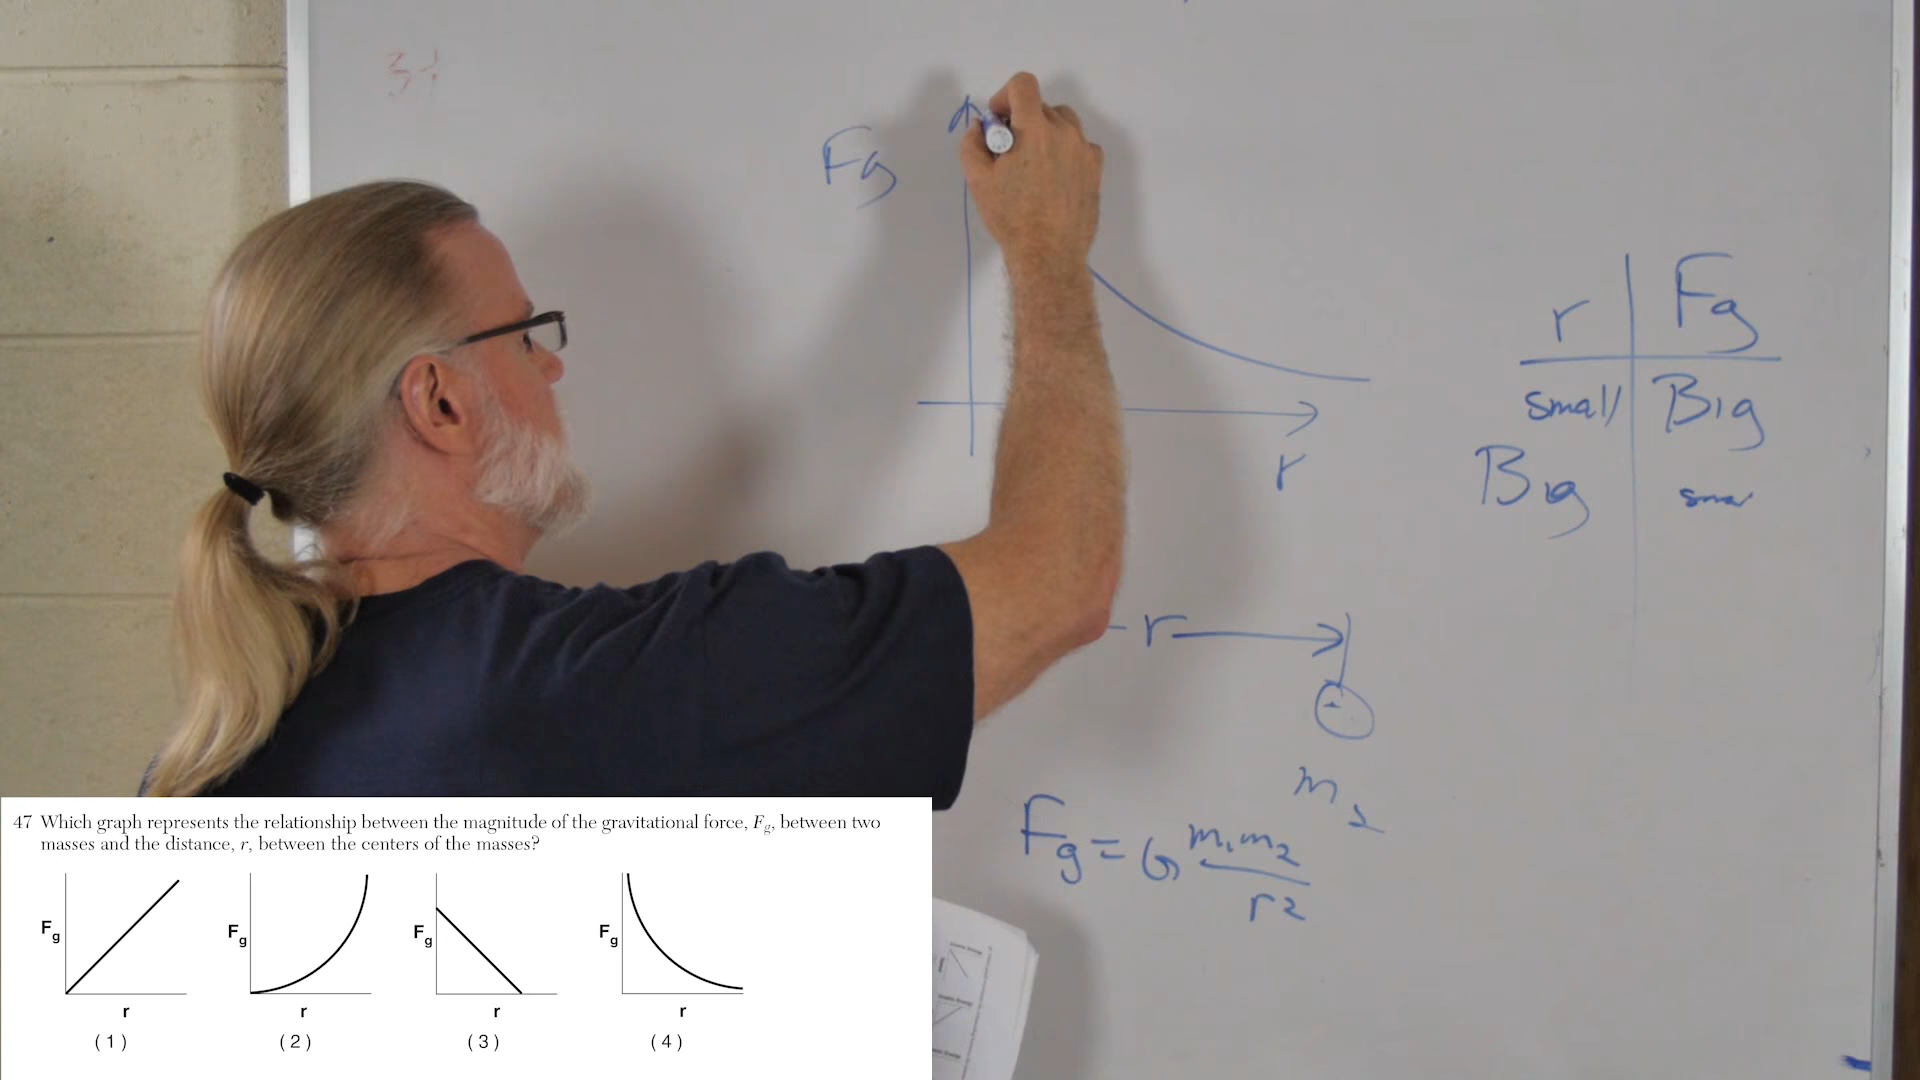 Fg
r
r | Fg
small | Big
Big | smal
r
m2
Fg = G m1m2
r2
47 Which graph represents the relationship between the magnitude of the gravitational force, Fg, between two
masses and the distance, r, between the centers of the masses?
Fg Fg Fg Fg
r r r r
(1) (2) (3) (4)